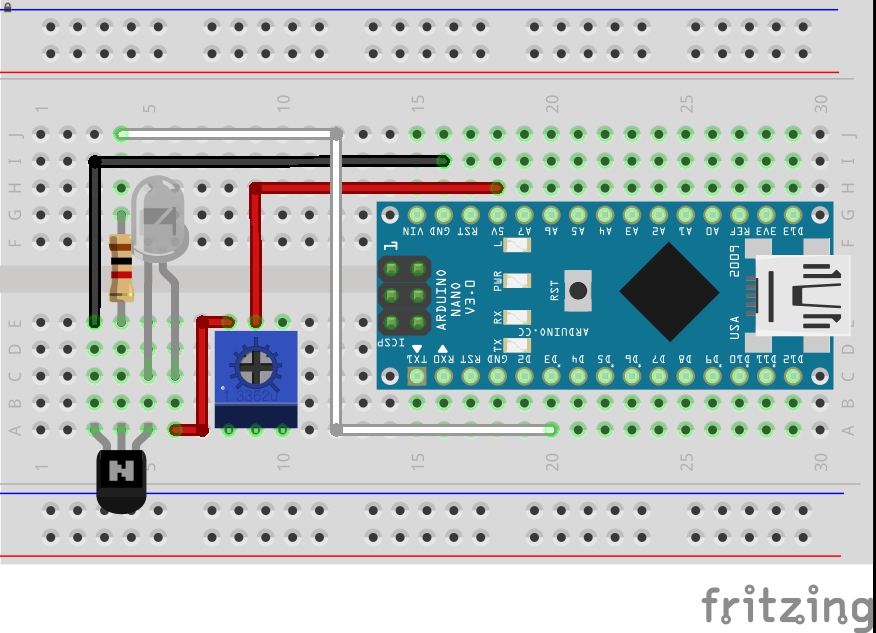 1 5 10 15 20 25 30
J
I
H
G
F
VIN GND RST 5V A7 A6 A5 A4 A3 A2 A1 A0 REF 3V3 D13
1
L
PWR
RX
TX
ARDUINO
NANO
V3.0
RST
ARDUINO.CC
ICSP
USA
TX1 RX0 RST GND D2 D3 D4 D5 D6 D7 D8 D9 D10 D11 D12
E
D
C
B
A
J
I
H
G
F
E
D
C
B
A
1 5 10 15 20 25 30
N
fritzing